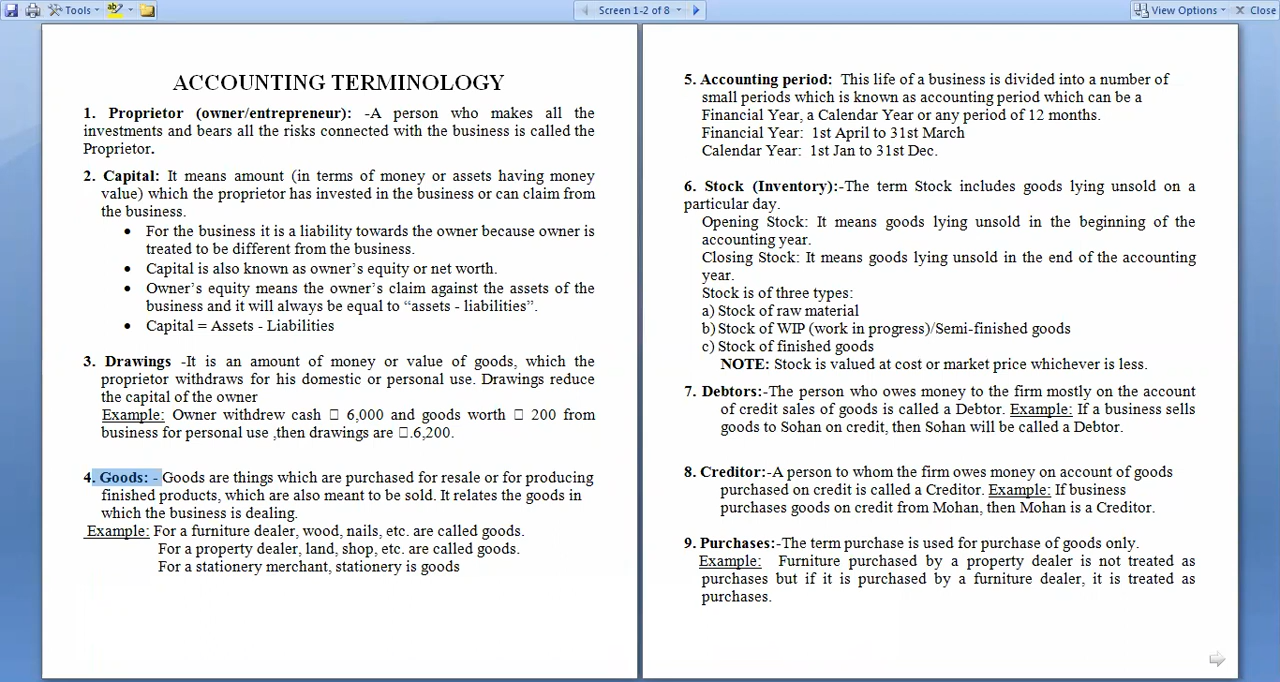 Tools
Screen 1-2 of 8
View Options
Close
ACCOUNTING TERMINOLOGY
1. Proprietor (owner/entrepreneur): -A person who makes all the
investments and bears all the risks connected with the business is called the
Proprietor.
2. Capital: It means amount (in terms of money or assets having money
value) which the proprietor has invested in the business or can claim from
the business.
• For the business it is a liability towards the owner because owner is
treated to be different from the business.
• Capital is also known as owner’s equity or net worth.
• Owner’s equity means the owner’s claim against the assets of the
business and it will always be equal to “assets - liabilities”.
• Capital = Assets - Liabilities
3. Drawings -It is an amount of money or value of goods, which the
proprietor withdraws for his domestic or personal use. Drawings reduce
the capital of the owner
Example: Owner withdrew cash □ 6,000 and goods worth □ 200 from
business for personal use ,then drawings are □.6,200.
4. Goods: - Goods are things which are purchased for resale or for producing
finished products, which are also meant to be sold. It relates the goods in
which the business is dealing.
Example: For a furniture dealer, wood, nails, etc. are called goods.
For a property dealer, land, shop, etc. are called goods.
For a stationery merchant, stationery is goods
5. Accounting period: This life of a business is divided into a number of
small periods which is known as accounting period which can be a
Financial Year, a Calendar Year or any period of 12 months.
Financial Year: 1st April to 31st March
Calendar Year: 1st Jan to 31st Dec.
6. Stock (Inventory):-The term Stock includes goods lying unsold on a
particular day.
Opening Stock: It means goods lying unsold in the beginning of the
accounting year.
Closing Stock: It means goods lying unsold in the end of the accounting
year.
Stock is of three types:
a) Stock of raw material
b) Stock of WIP (work in progress)/Semi-finished goods
c) Stock of finished goods
NOTE: Stock is valued at cost or market price whichever is less.
7. Debtors:-The person who owes money to the firm mostly on the account
of credit sales of goods is called a Debtor. Example: If a business sells
goods to Sohan on credit, then Sohan will be called a Debtor.
8. Creditor:-A person to whom the firm owes money on account of goods
purchased on credit is called a Creditor. Example: If business
purchases goods on credit from Mohan, then Mohan is a Creditor.
9. Purchases:-The term purchase is used for purchase of goods only.
Example: Furniture purchased by a property dealer is not treated as
purchases but if it is purchased by a furniture dealer, it is treated as
purchases.